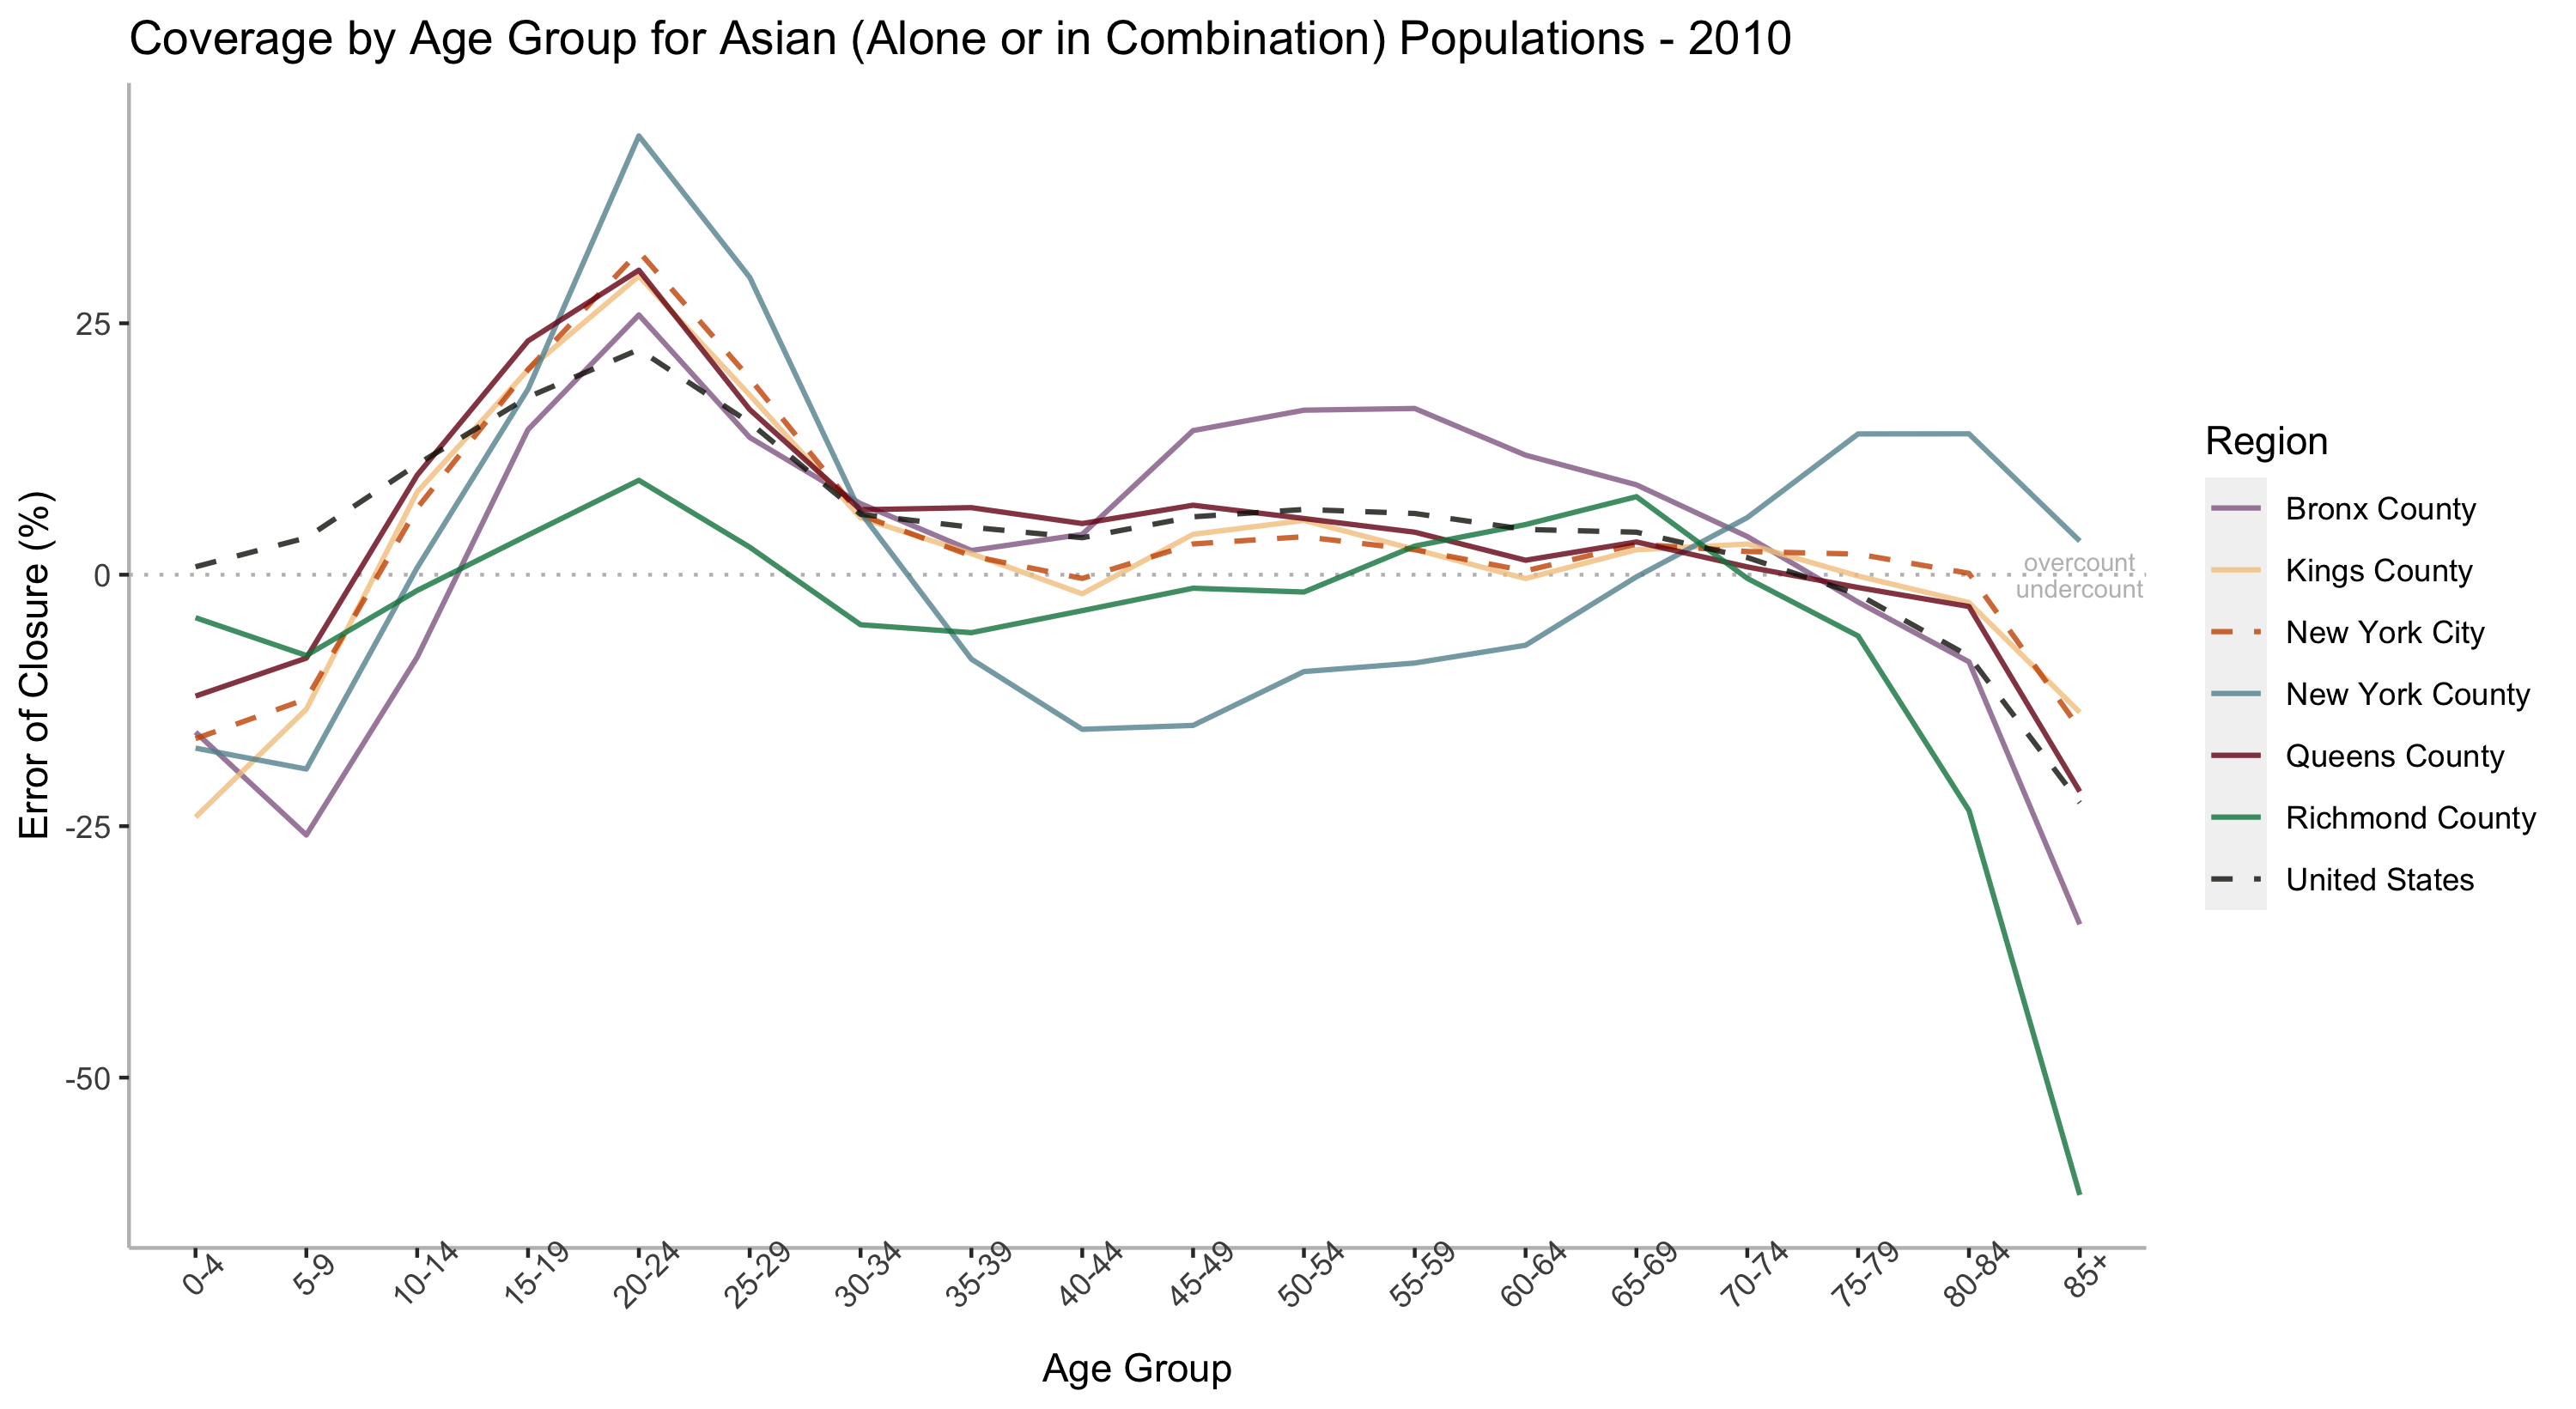 Coverage by Age Group for Asian (Alone or in Combination) Populations - 2010
Error of Closure (%)
25
0
-25
-50
overcount
undercount
0-4
5-9
10-14
15-19
20-24
25-29
30-34
35-39
40-44
45-49
50-54
55-59
60-64
65-69
70-74
75-79
80-84
85+
Age Group
Region
Bronx County
Kings County
New York City
New York County
Queens County
Richmond County
United States